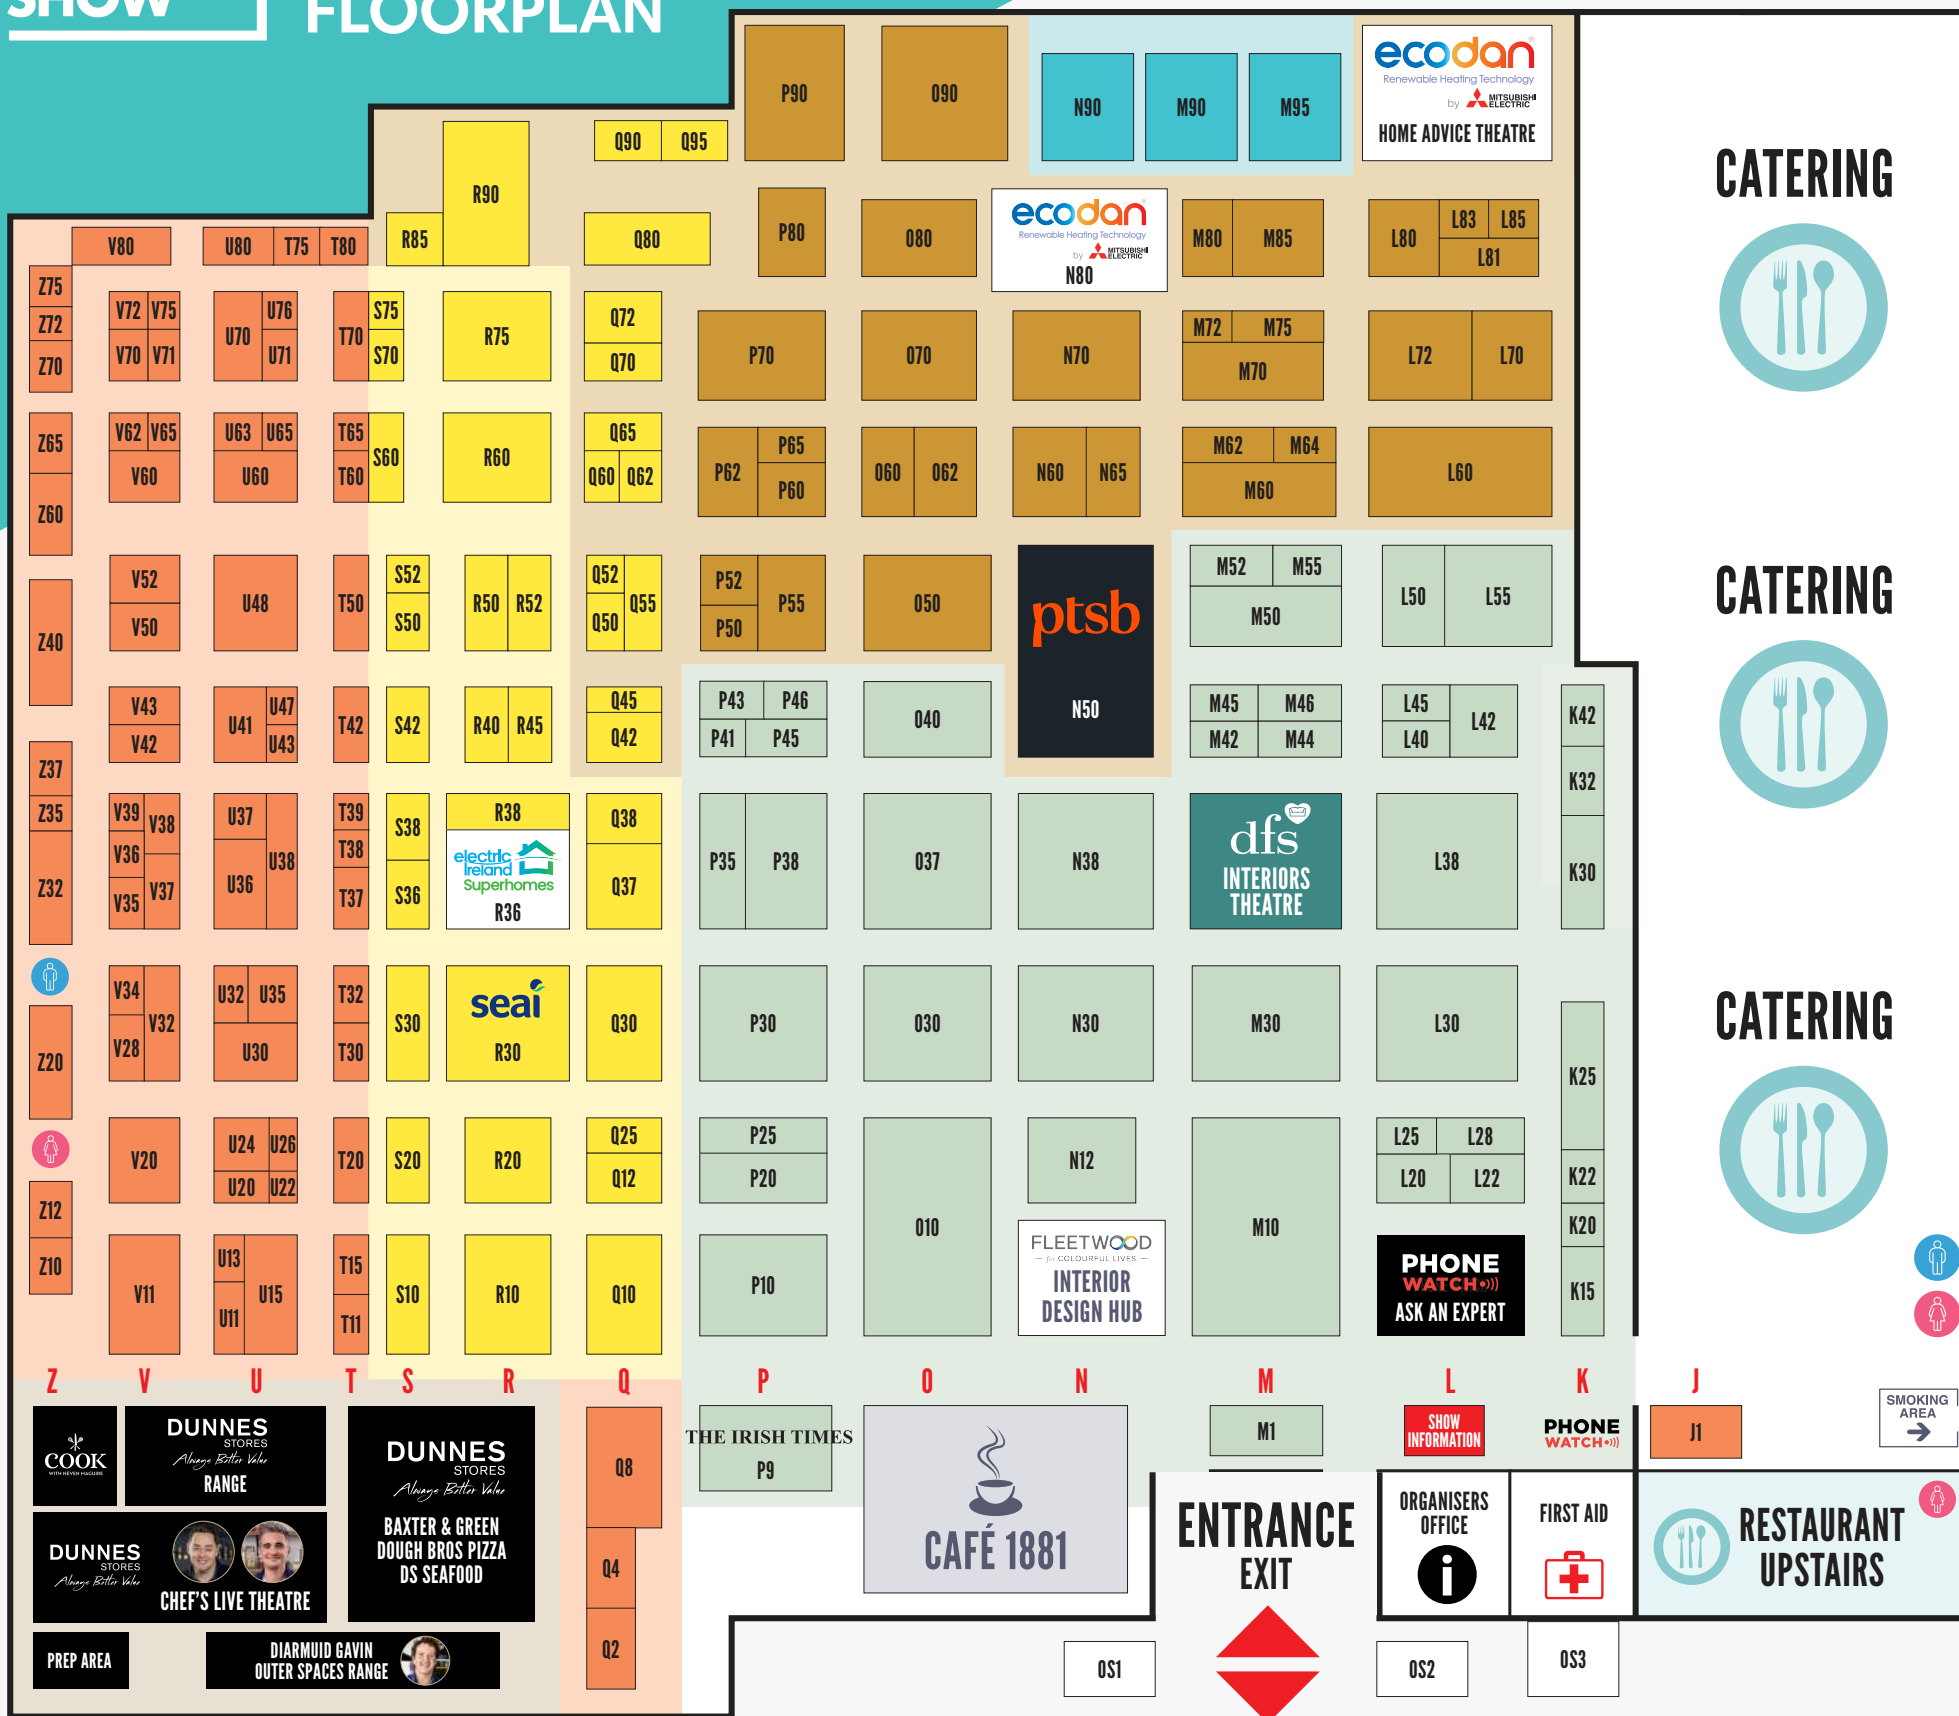 SHOW
FLOORPLAN
P90
O90
N90
M90
M95
ecodan
Renewable Heating Technology
by MITSUBISHI ELECTRIC
HOME ADVICE THEATRE
CATERING
Q90 Q95
R90
R85
Q80
P80
O80
ecodan
Renewable Heating Technology
by MITSUBISHI ELECTRIC
N80
M80 M85
L80 L83 L85
L81
V80 U80 T75 T80
Z75
Z72
Z70
V72 V75
V70 V71
U70 U76
U71
T70
S75
S70
R75
Q72
Q70
P70
O70
N70
M72 M75
M70
L72 L70
Z65
Z60
V62 V65
V60
U63 U65
U60
T65
T60
S60
R60
Q65
Q60 Q62
P62 P65
P60
O60 O62
N60 N65
M62 M64
M60
L60
Z40
V52
V50
U48
T50
S52
S50
R50 R52
Q52
Q50 Q55
P52
P50 P55
O50
ptsb
N50
M52 M55
M50
L50 L55
CATERING
V43
V42
U41 U47
U43
T42
S42
R40 R45
Q45
Q42
P43 P46
P41 P45
O40
M45 M46
M42 M44
L45
L40 L42
K42
K32
K30
Z37
Z35
Z32
V39 V38
V36
V35 V37
U37
U36 U38
T39
T38
T37
S38
S36
R38
electric
Ireland
Superhomes
R36
Q38
Q37
P35 P38
O37
N38
dfs
INTERIORS
THEATRE
L38
Z20
V34
V28 V32
U32 U35
U30
T32
T30
S30
seai
R30
Q30
P30
O30
N30
M30
L30
K25
CATERING
V20
U24 U26
U20 U22
T20
S20
R20
Q25
Q12
P25
P20
O10
N12
M10
L25 L28
L20 L22
K22
K20
K15
Z12
Z10
V11
U13
U11 U15
T15
T11
S10
R10
Q10
P10
FLEETWOOD
for COLOURFUL LIVES
INTERIOR
DESIGN HUB
PHONE
WATCH
ASK AN EXPERT
Z V U T S R Q P O N M L K J
COOK
WITH NEVEN MAGUIRE
DUNNES
STORES
Always Better Value
RANGE
DUNNES
STORES
Always Better Value
BAXTER & GREEN
DOUGH BROS PIZZA
DS SEAFOOD
Q8
Q4
Q2
THE IRISH TIMES
P9
CAFÉ 1881
M1
SHOW
INFORMATION
PHONE
WATCH
J1
SMOKING
AREA
DUNNES
STORES
Always Better Value
CHEF'S LIVE THEATRE
PREP AREA
DIARMUID GAVIN
OUTER SPACES RANGE
ENTRANCE
EXIT
ORGANISERS
OFFICE
i
FIRST AID
RESTAURANT
UPSTAIRS
OS1
OS2
OS3